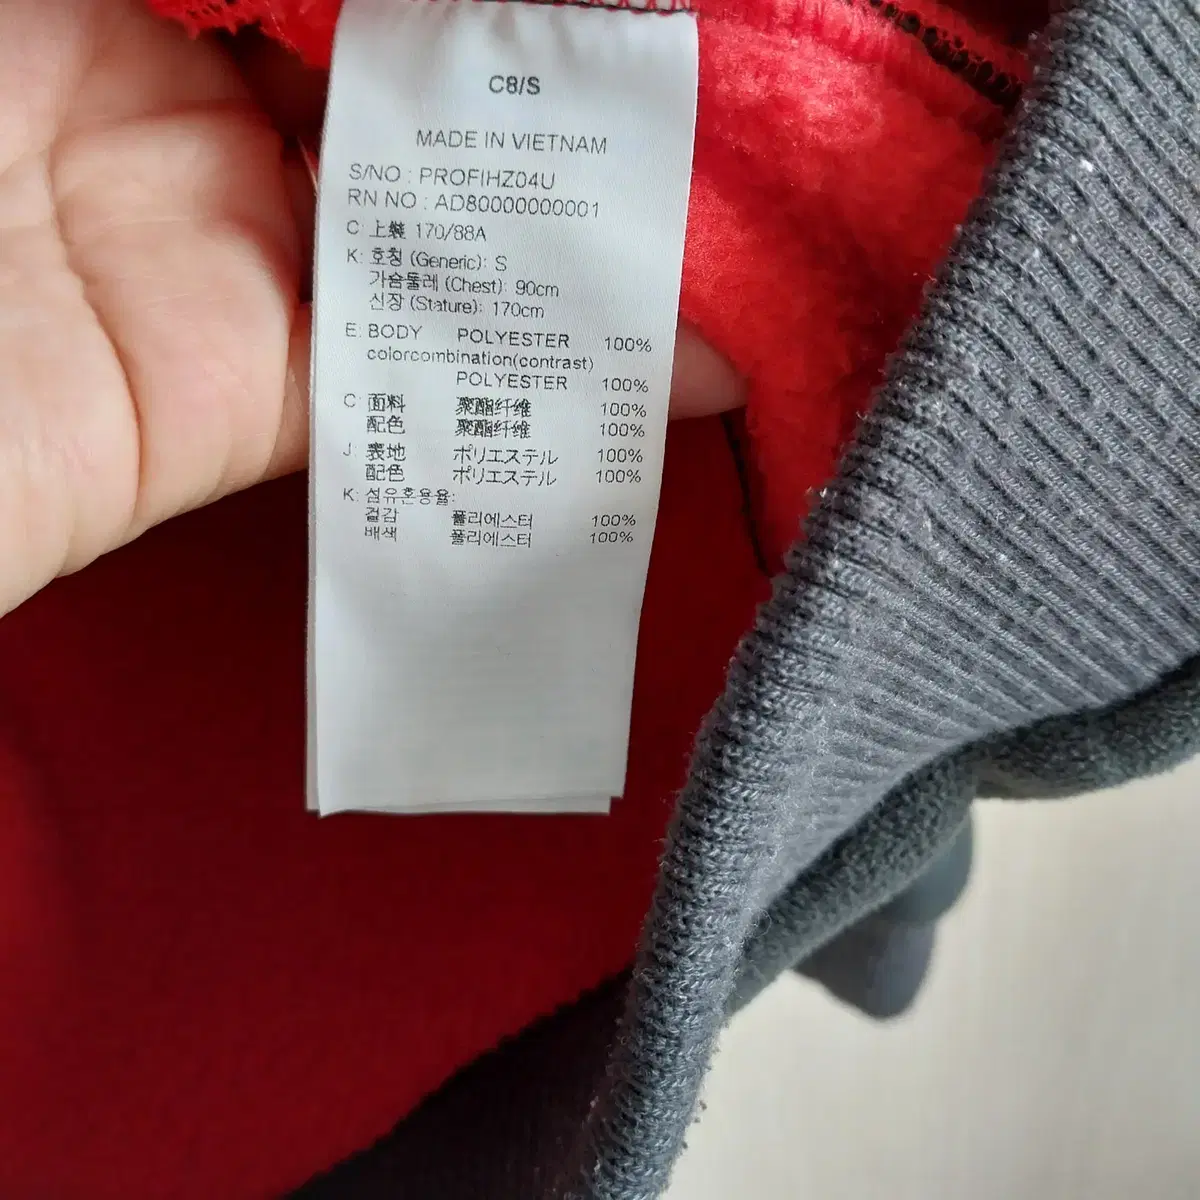 C8/S
MADE IN VIETNAM
S/NO : PROFIHZ04U
RN NO : AD80000000001
C: 上裝 170/88A
K: 호칭 (Generic): S
가슴둘레 (Chest): 90cm
신장 (Stature): 170cm
E: BODY POLYESTER 100%
colorcombination(contrast)
POLYESTER 100%
C: 面料 聚酯纤维 100%
配色 聚酯纤维 100%
J: 表地 ポリエステル 100%
配色 ポリエステル 100%
K: 섬유혼용율:
겉감 폴리에스터 100%
배색 폴리에스터 100%